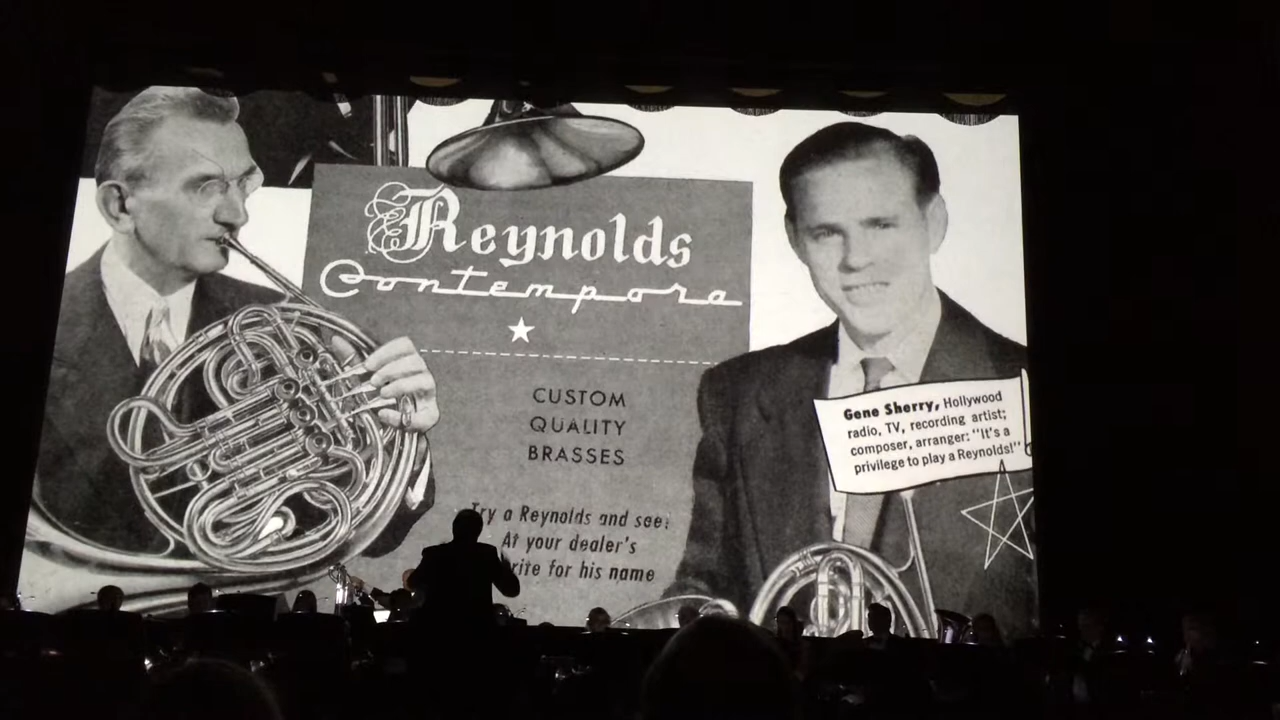 Reynolds
Contempora
CUSTOM
QUALITY
BRASSES
Try a Reynolds and see:
At your dealer's
for his name
Gene Sherry, Hollywood
radio, TV, recording artist;
composer, arranger: "It's a
privilege to play a Reynolds!"